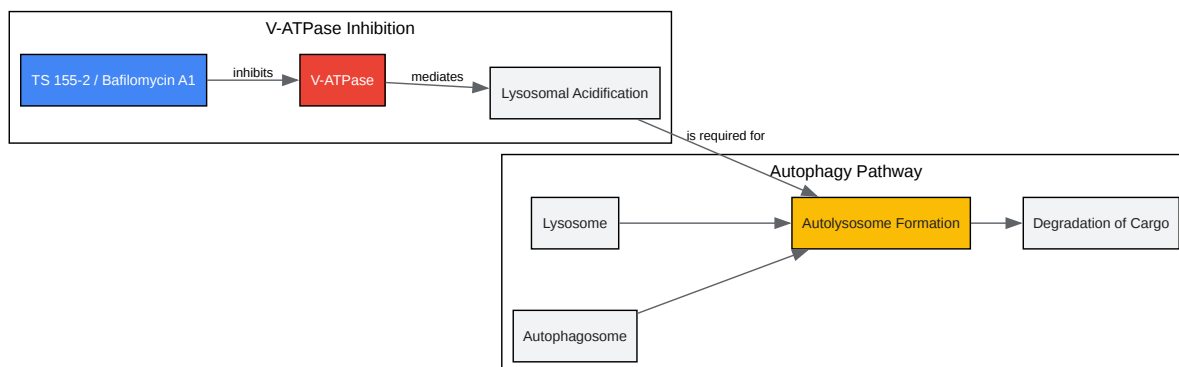 V-ATPase Inhibition
TS 155-2 / Bafilomycin A1
inhibits
V-ATPase
mediates
Lysosomal Acidification
is required for
Autophagy Pathway
Lysosome
Autolysosome Formation
Degradation of Cargo
Autophagosome